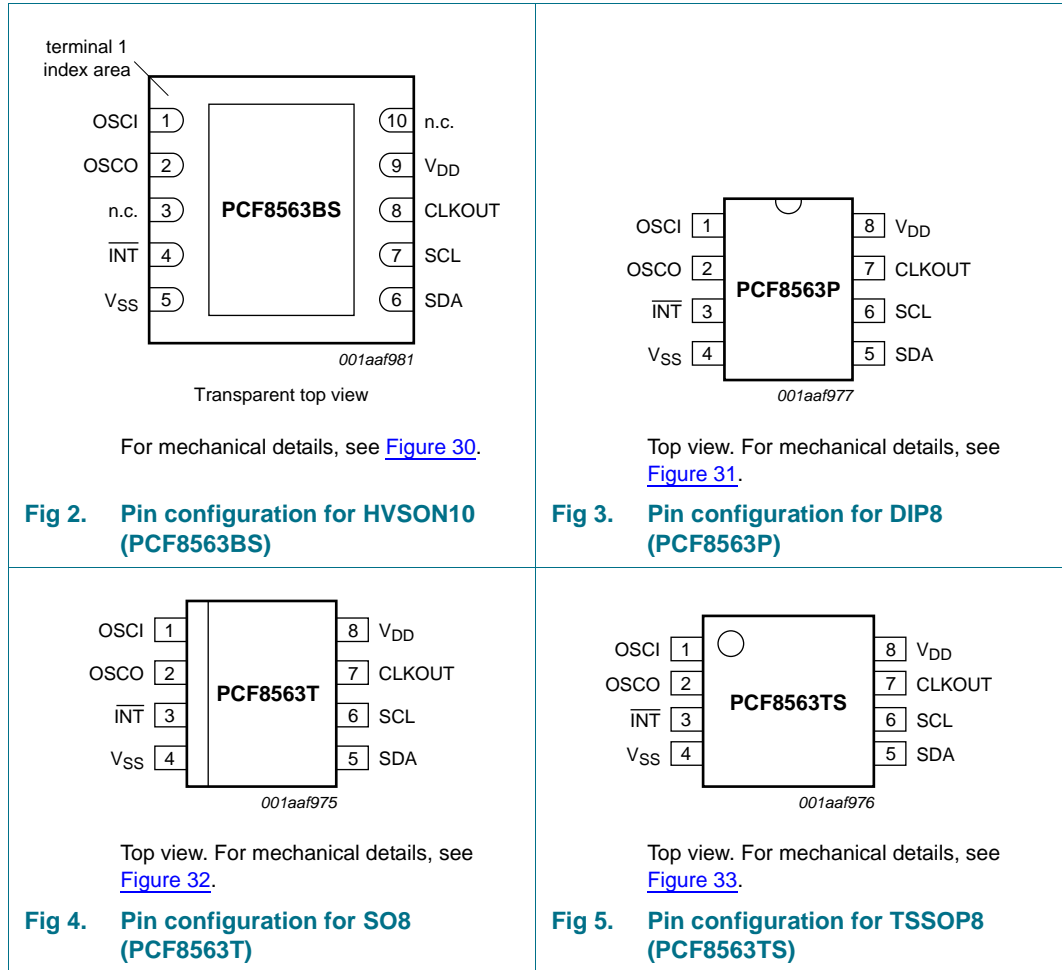 terminal 1
index area
OSCI 1 10 n.c.
OSCO 2 9 VDD
n.c. 3 PCF8563BS 8 CLKOUT
INT 4 7 SCL
VSS 5 6 SDA
001aaf981
Transparent top view
For mechanical details, see Figure 30.
Fig 2. Pin configuration for HVSON10
(PCF8563BS)
OSCI 1 8 VDD
OSCO 2 7 CLKOUT
PCF8563P
INT 3 6 SCL
VSS 4 5 SDA
001aaf977
Top view. For mechanical details, see
Figure 31.
Fig 3. Pin configuration for DIP8
(PCF8563P)
OSCI 1 8 VDD
OSCO 2 7 CLKOUT
PCF8563T
INT 3 6 SCL
VSS 4 5 SDA
001aaf975
Top view. For mechanical details, see
Figure 32.
Fig 4. Pin configuration for SO8
(PCF8563T)
OSCI 1 8 VDD
OSCO 2 7 CLKOUT
PCF8563TS
INT 3 6 SCL
VSS 4 5 SDA
001aaf976
Top view. For mechanical details, see
Figure 33.
Fig 5. Pin configuration for TSSOP8
(PCF8563TS)